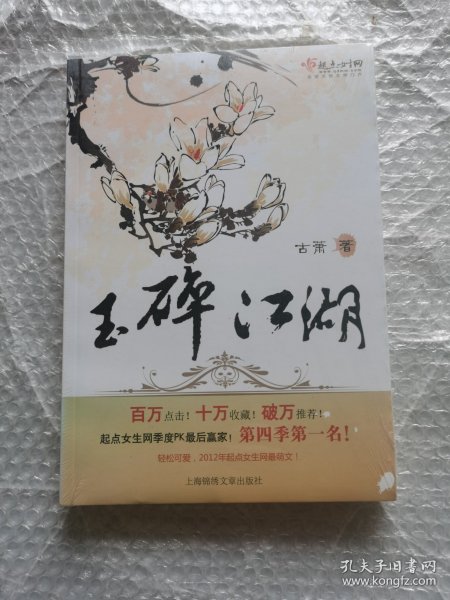 起点女生网
古箫 著
玉碎江湖
百万点击！十万收藏！破万推荐！
起点女生网季度PK最后赢家！第四季第一名！
轻松可爱，2012年起点女生网最萌文！
上海锦绣文章出版社
孔夫子旧书网
www.kongfz.com